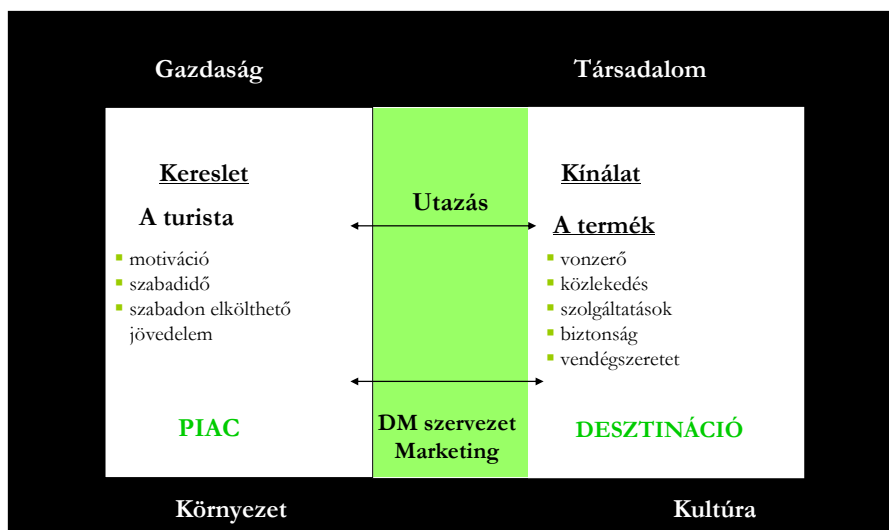 Gazdaság
Társadalom
Kereslet
A turista
motiváció
szabadidő
szabadon elkölthető
jövedelem
PIAC
Utazás
DM szervezet
Marketing
Kínálat
A termék
vonzerő
közlekedés
szolgáltatások
biztonság
vendégszeretet
DESZTINÁCIÓ
Környezet
Kultúra